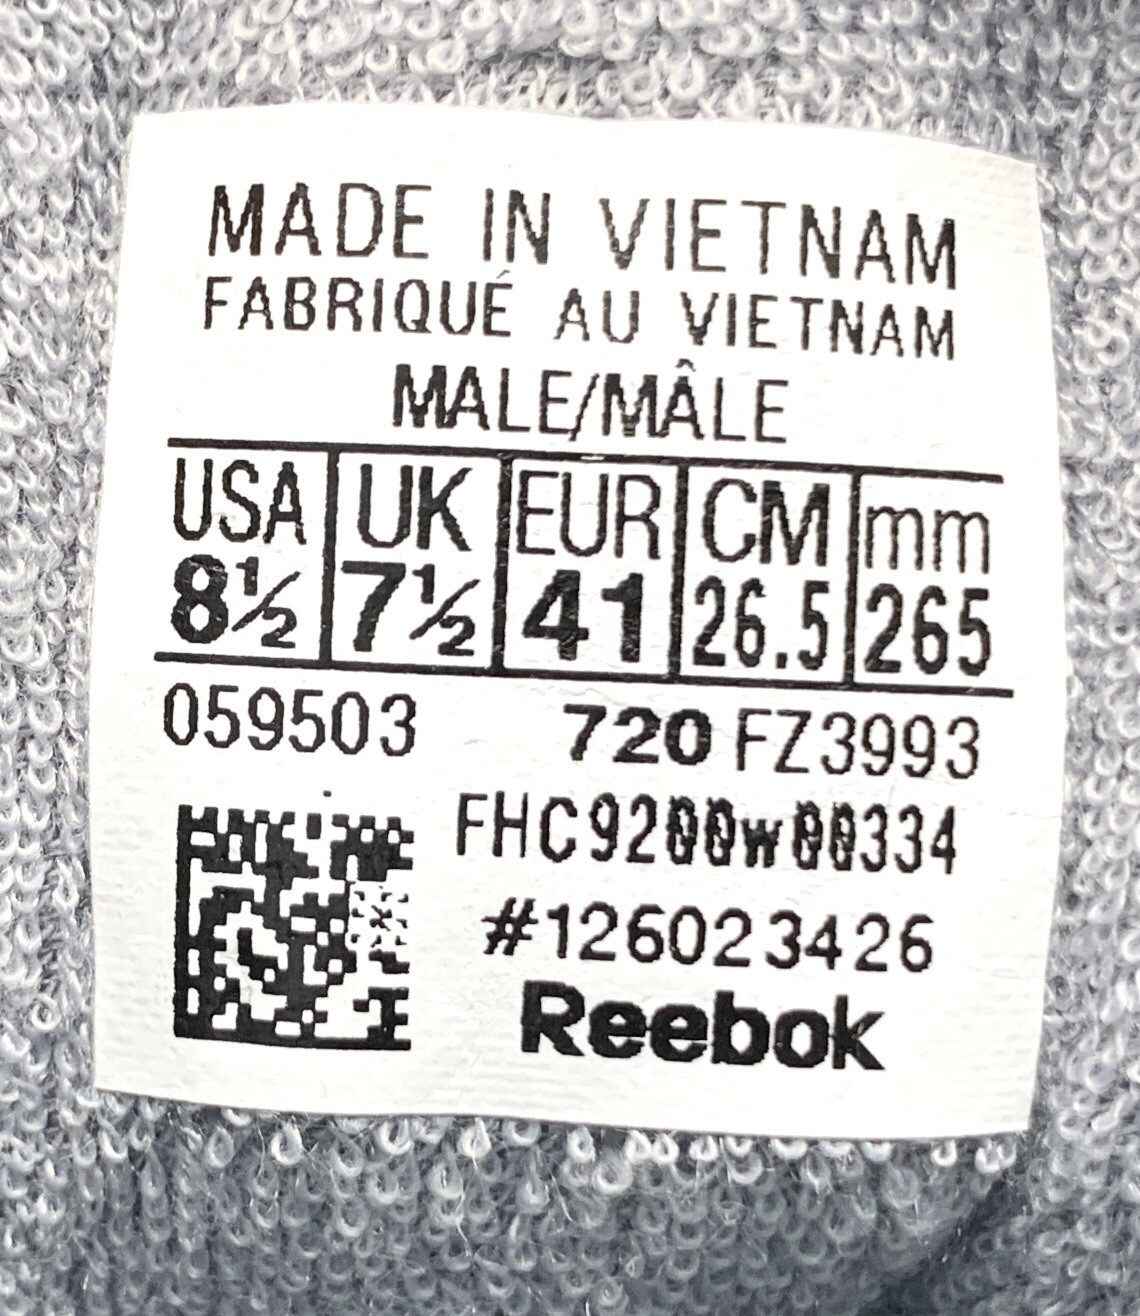 MADE IN VIETNAM
FABRIQUÉ AU VIETNAM
MALE/MÂLE
USA UK EUR CM mm
8½ 7½ 41 26.5 265
059503 720 FZ3993
FHC9200w00334
#126023426
Reebok